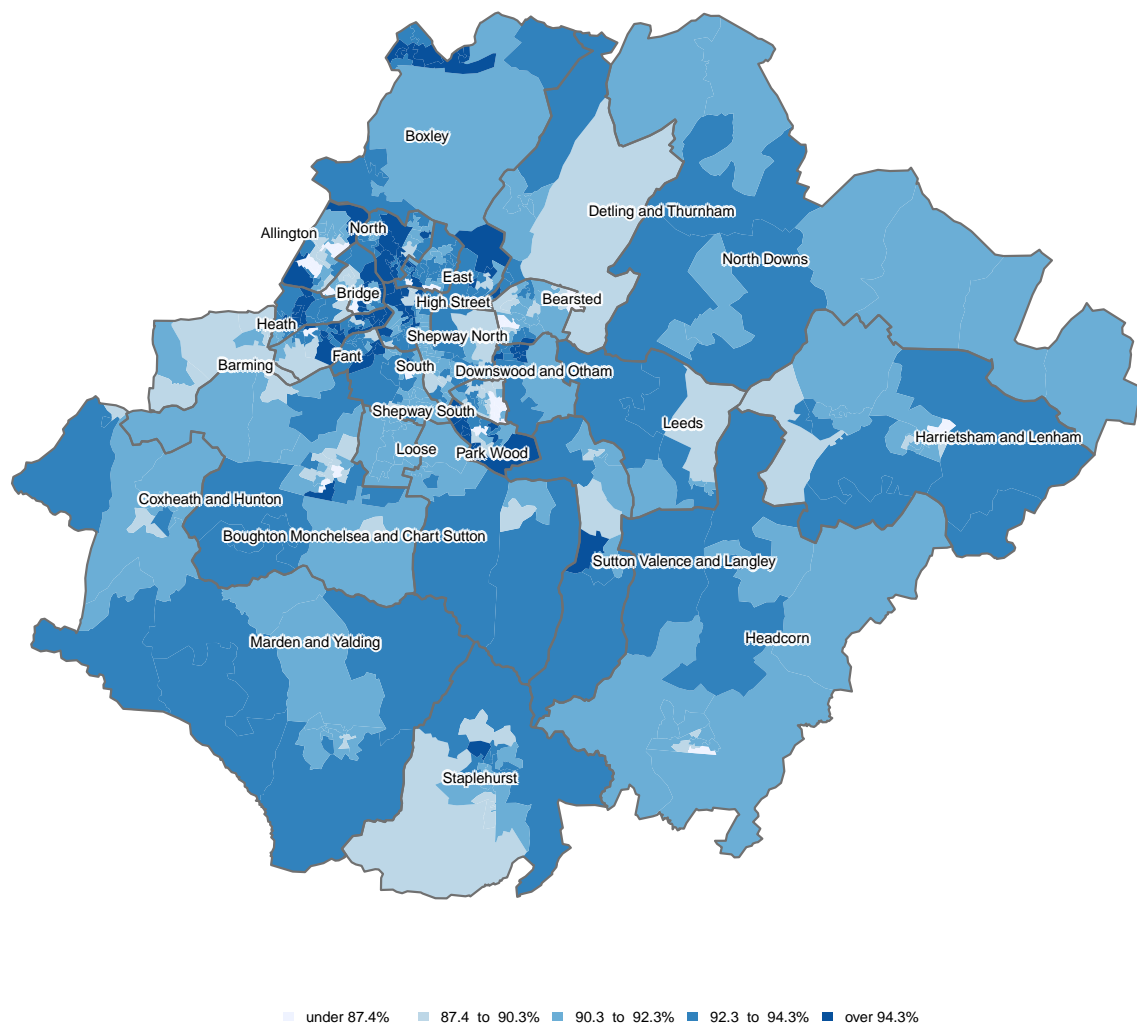 Boxley
Detling and Thurnham
Allington
North
North Downs
East
Bridge
High Street
Bearsted
Heath
Shepway North
Fant
Barming
South
Downswood and Otham
Shepway South
Leeds
Loose
Park Wood
Harrietsham and Lenham
Coxheath and Hunton
Boughton Monchelsea and Chart Sutton
Sutton Valence and Langley
Marden and Yalding
Headcorn
Staplehurst
under 87.4% 87.4 to 90.3% 90.3 to 92.3% 92.3 to 94.3% over 94.3%